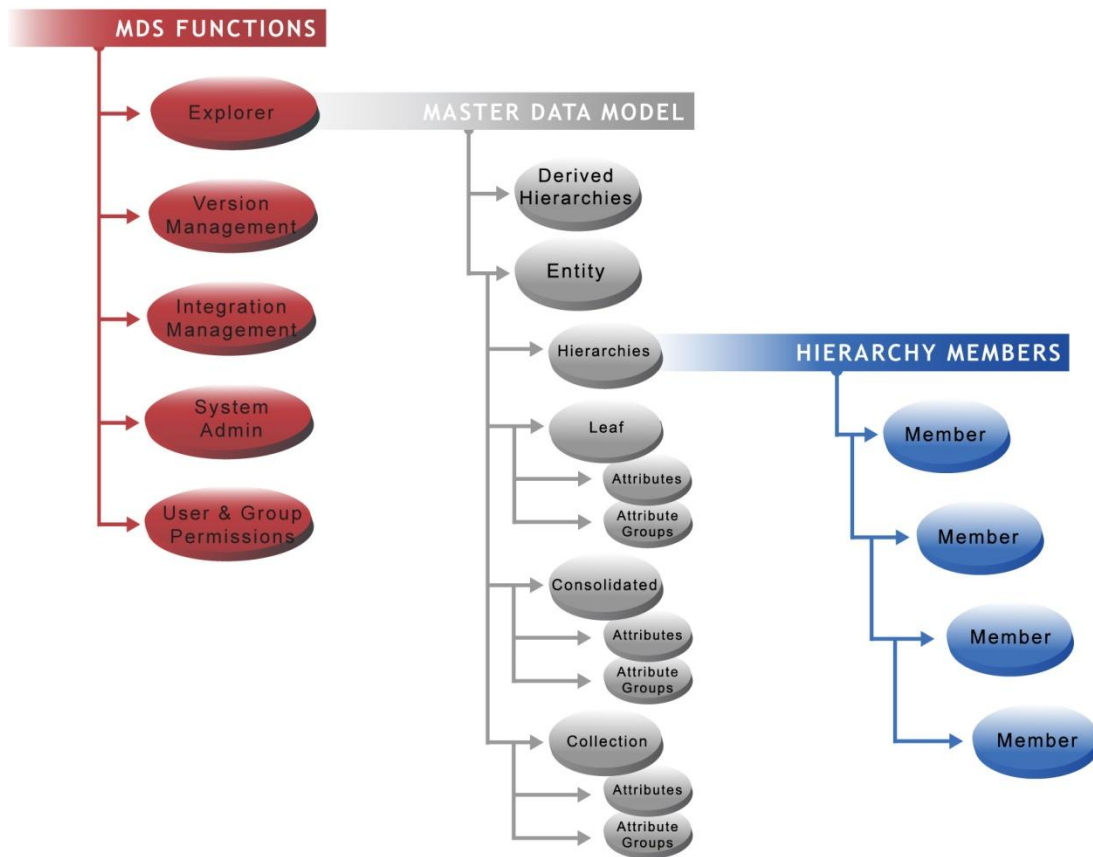 MDS FUNCTIONS
Explorer
Version
Management
Integration
Management
System
Admin
User & Group
Permissions
MASTER DATA MODEL
Derived
Hierarchies
Entity
Hierarchies
Leaf
Attributes
Attribute
Groups
Consolidated
Attributes
Attribute
Groups
Collection
Attributes
Attribute
Groups
HIERARCHY MEMBERS
Member
Member
Member
Member